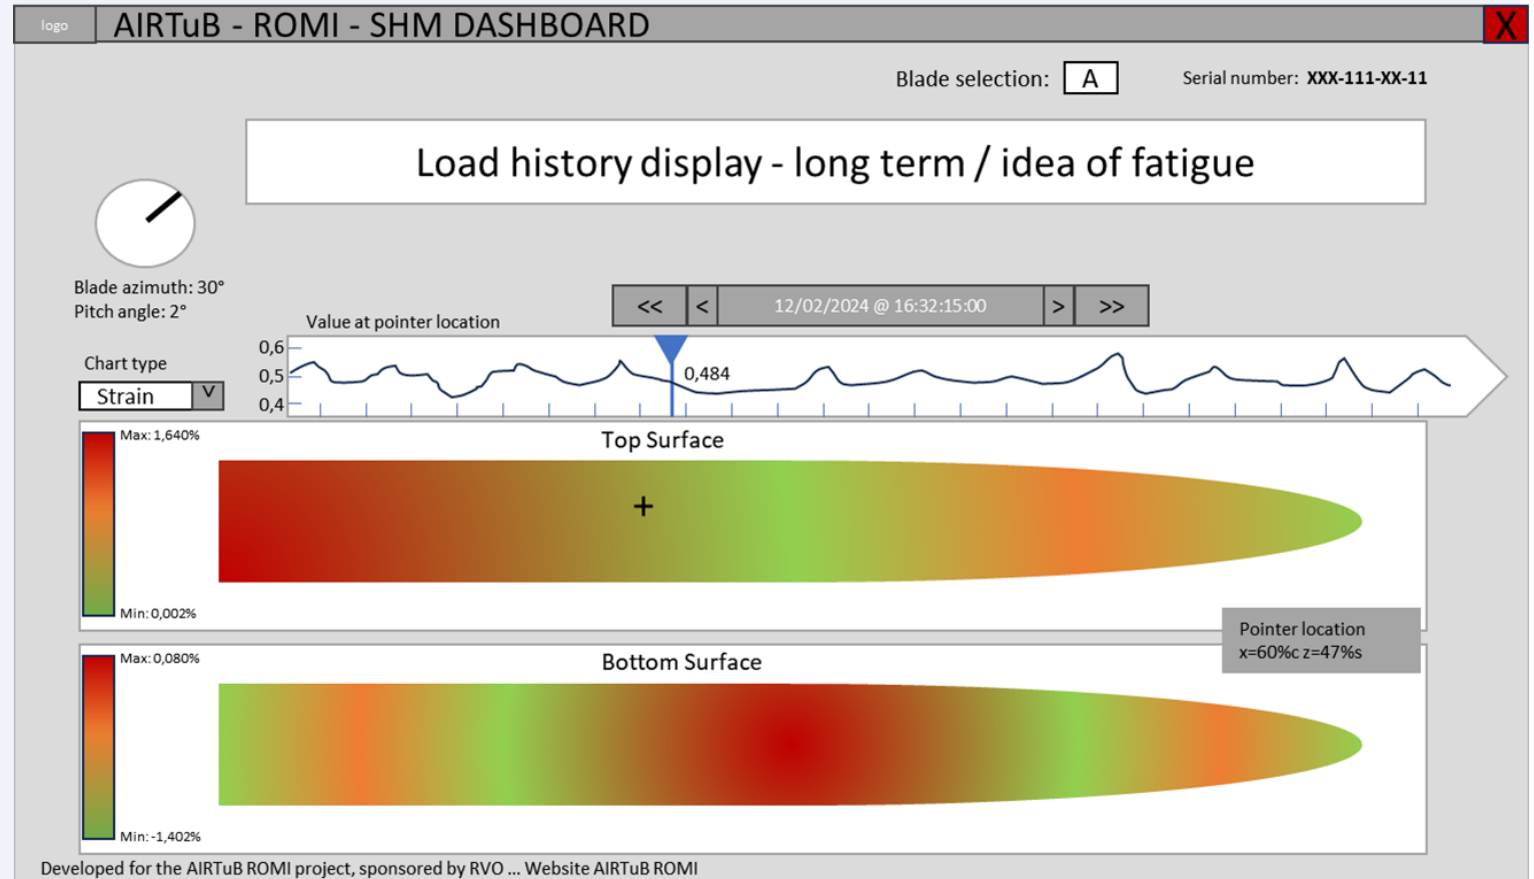 logo
AIRTuB - ROMI - SHM DASHBOARD
X
Blade selection: A
Serial number: XXX-111-XX-11
Load history display - long term / idea of fatigue
Blade azimuth: 30°
Pitch angle: 2°
<< < 12/02/2024 @ 16:32:15:00 > >>
Value at pointer location
Chart type
Strain V
0,6
0,5
0,4
0,484
Top Surface
Max: 1,640%
Min: 0,002%
Pointer location
x=60%c z=47%s
Bottom Surface
Max: 0,080%
Min: -1,402%
Developed for the AIRTuB ROMI project, sponsored by RVO ... Website AIRTuB ROMI